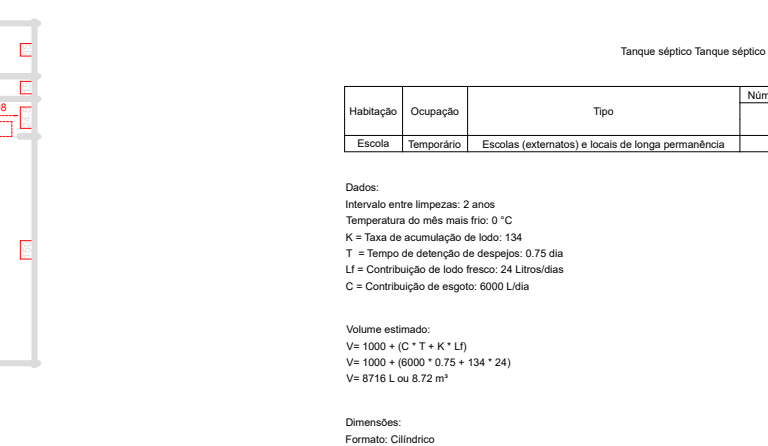 Tanque séptico Tanque séptico
Núm
Habitação Ocupação Tipo
Escola Temporário Escolas (externatos) e locais de longa permanência
8
Dados:
Intervalo entre limpezas: 2 anos
Temperatura do mês mais frio: 0 °C
K = Taxa de acumulação de lodo: 134
T  = Tempo de detenção de despejos: 0.75 dia
Lf = Contribuição de lodo fresco: 24 Litros/dias
C = Contribuição de esgoto: 6000 L/dia
Volume estimado:
V= 1000 + (C * T + K * Lf)
V= 1000 + (6000 * 0.75 + 134 * 24)
V= 8716 L ou 8.72 m³
Dimensões:
Formato: Cilíndrico